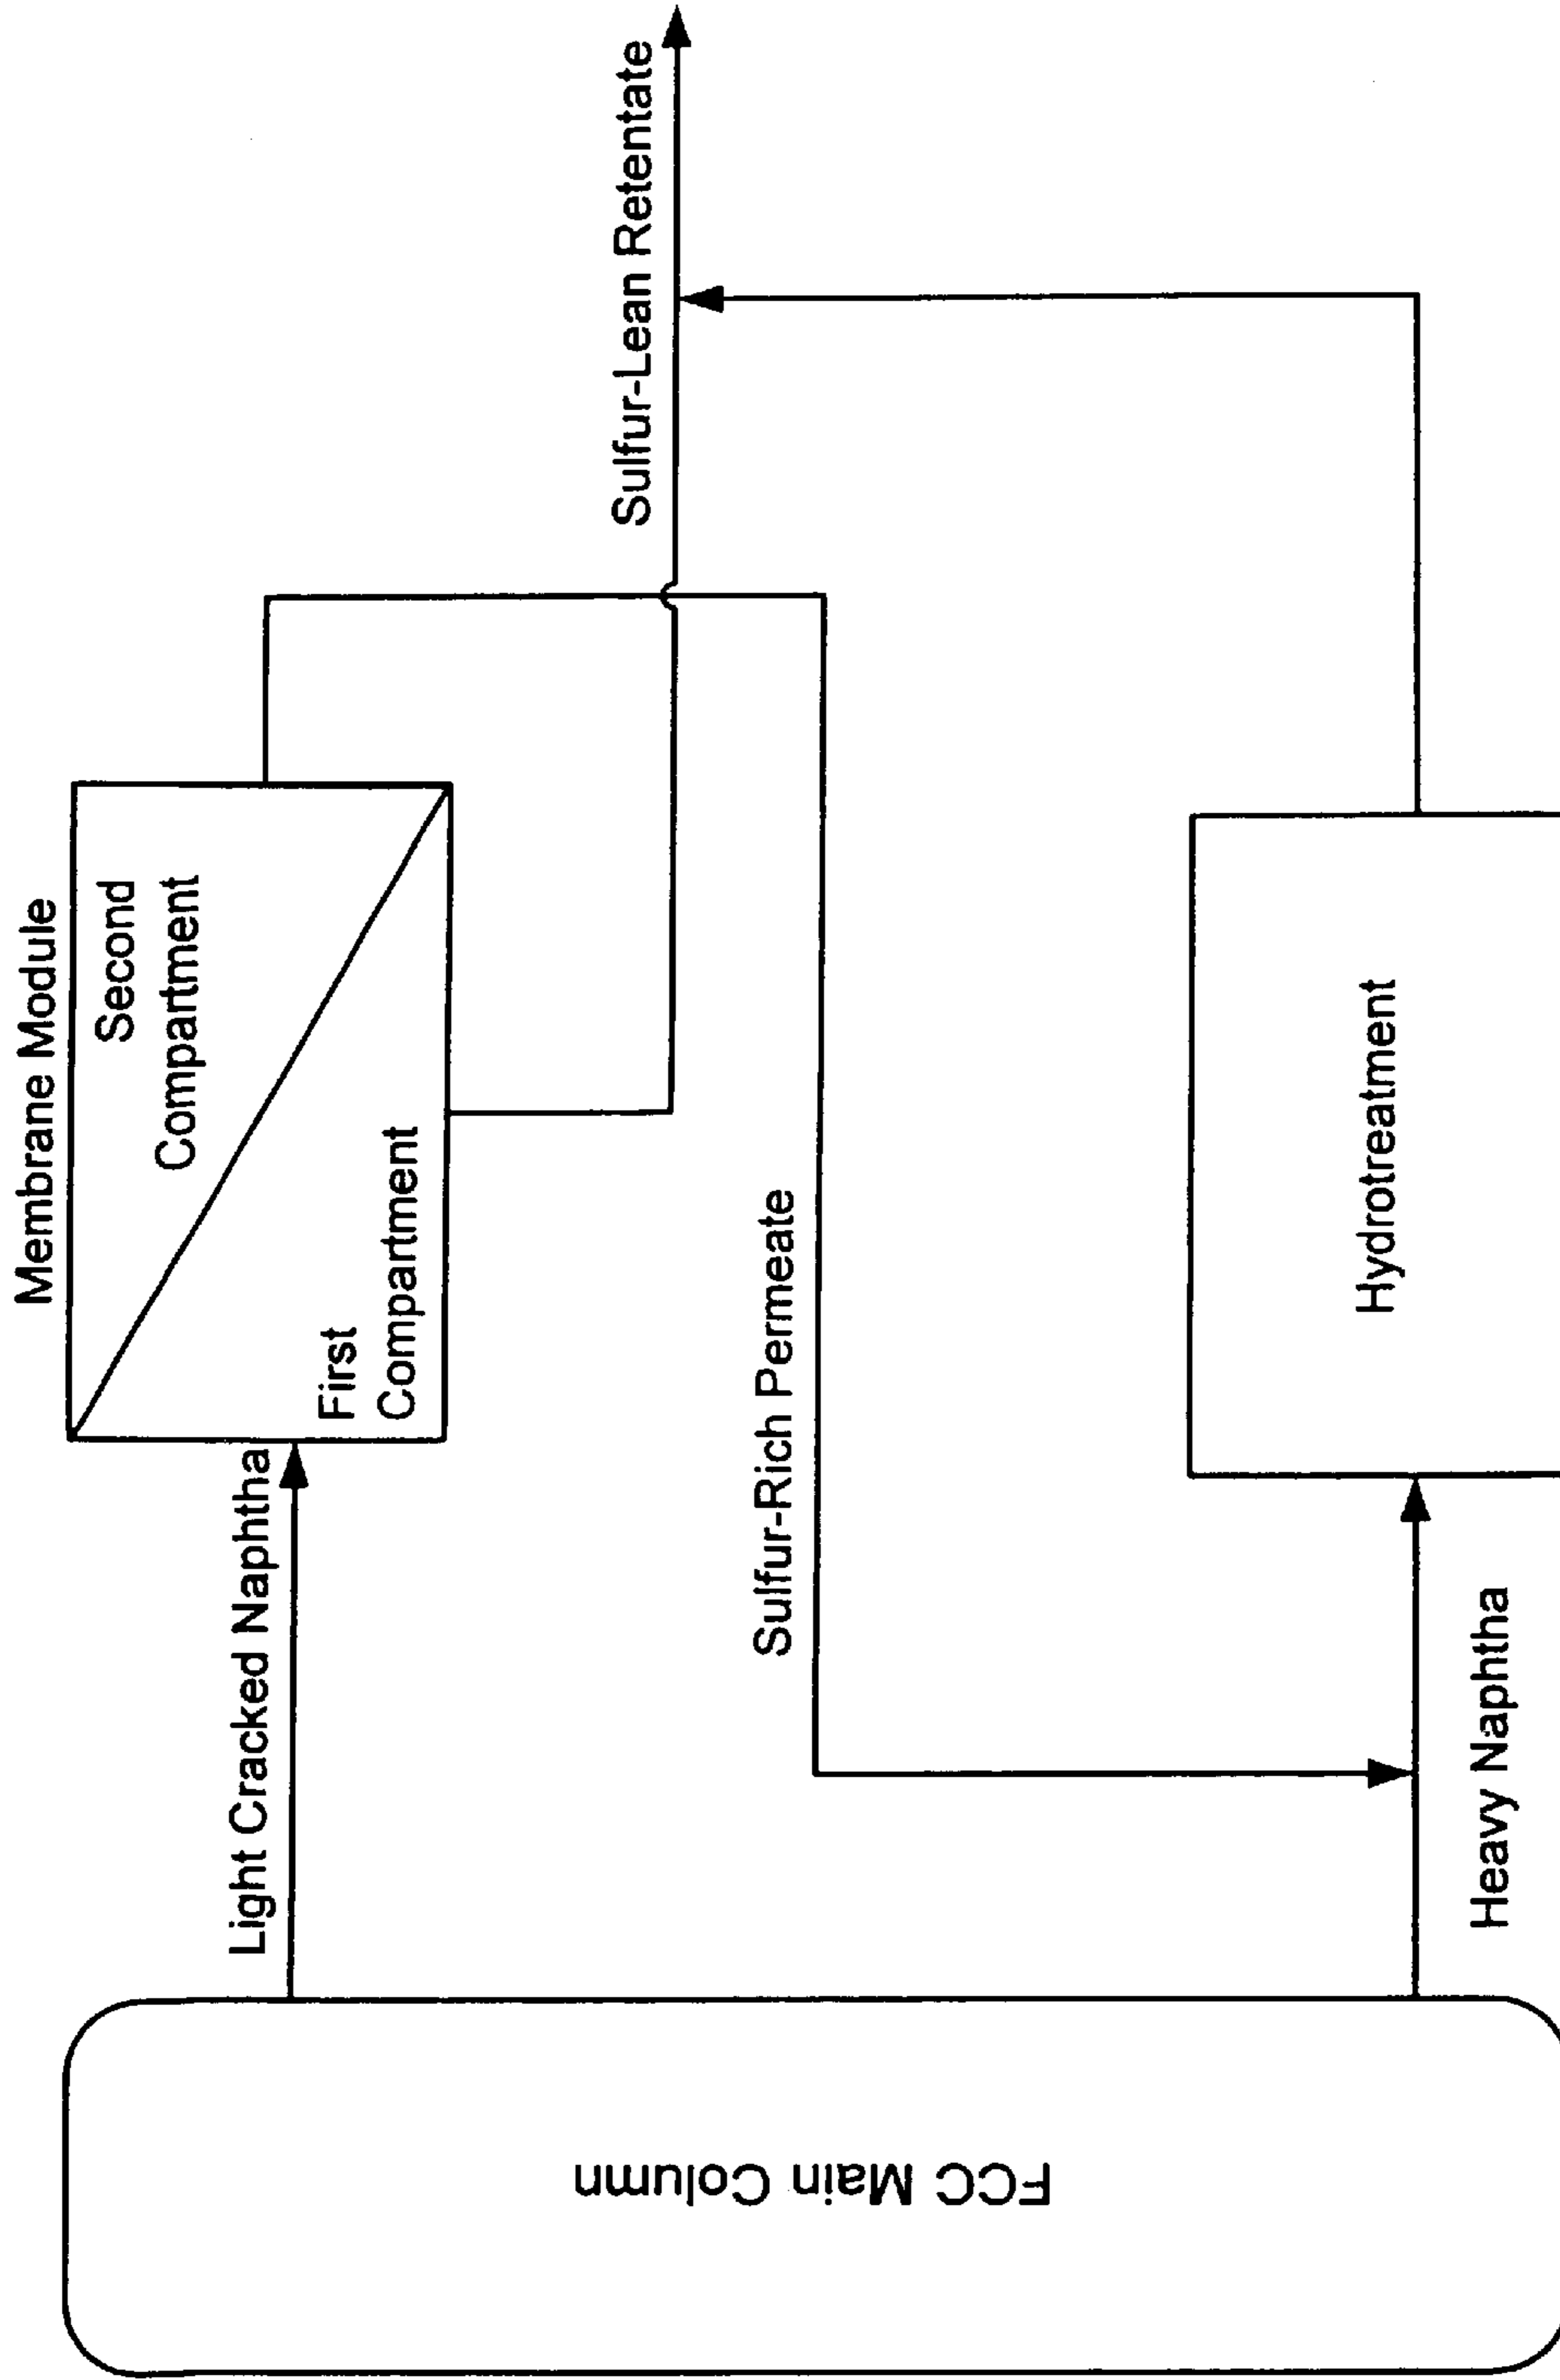 Membrane Module
Second
Compartment
First
Compartment
Light Cracked Naphtha
Sulfur-Lean Retentate
Sulfur-Rich Permeate
Hydrotreatment
Heavy Naphtha
FCC Main Column